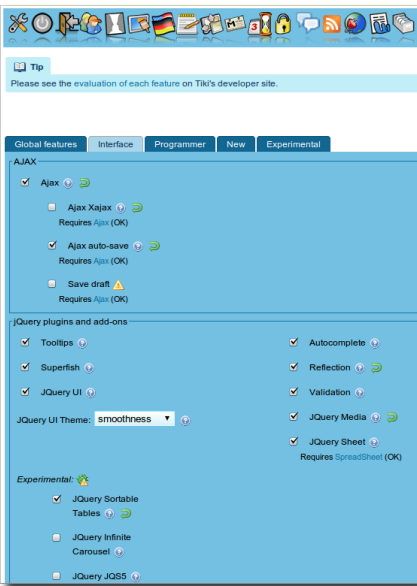 Tip
Please see the evaluation of each feature on Tiki's developer site.
Global features Interface Programmer New Experimental
AJAX
Ajax
Ajax Xajax
Requires Ajax (OK)
Ajax auto-save
Requires Ajax (OK)
Save draft
Requires Ajax (OK)
jQuery plugins and add-ons
Tooltips
Superfish
JQuery UI
JQuery UI Theme: smoothness
Autocomplete
Reflection
Validation
JQuery Media
JQuery Sheet
Requires SpreadSheet (OK)
Experimental:
JQuery Sortable
Tables
JQuery Infinite
Carousel
JQuery JQS5